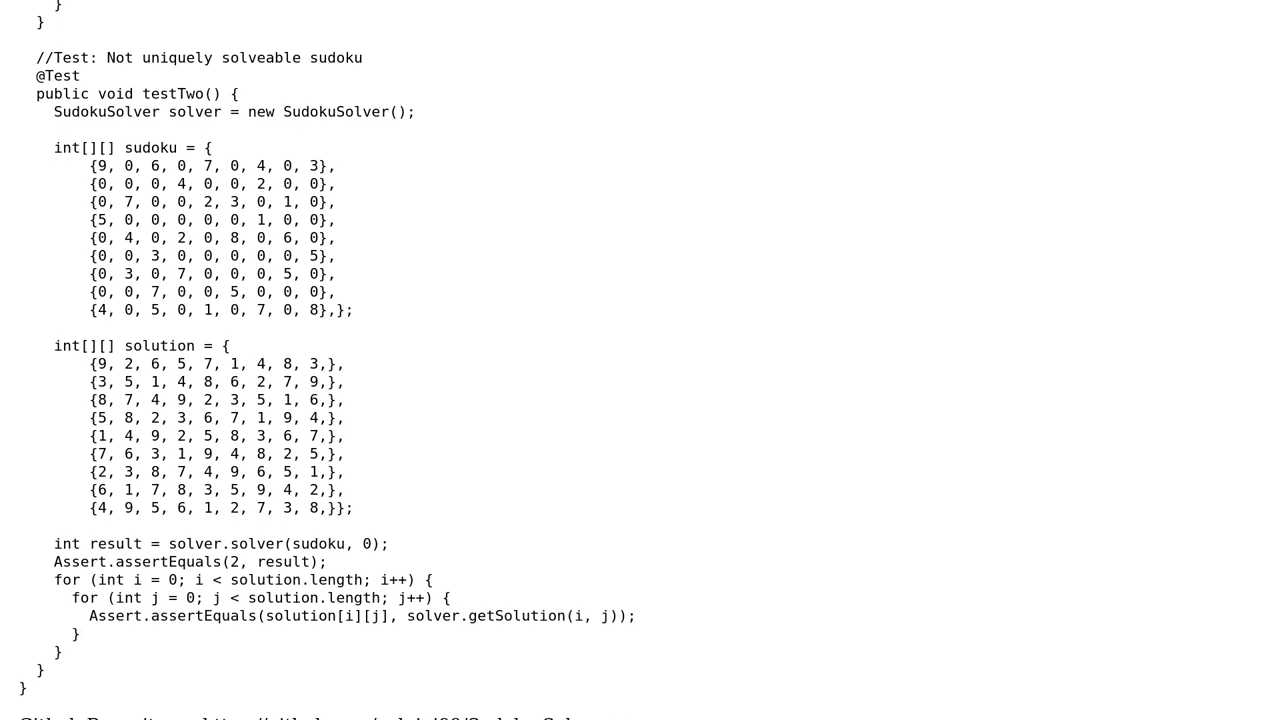 }
  }

  //Test: Not uniquely solveable sudoku
  @Test
  public void testTwo() {
    SudokuSolver solver = new SudokuSolver();

    int[][] sudoku = {
        {9, 0, 6, 0, 7, 0, 4, 0, 3},
        {0, 0, 0, 4, 0, 0, 2, 0, 0},
        {0, 7, 0, 0, 2, 3, 0, 1, 0},
        {5, 0, 0, 0, 0, 0, 1, 0, 0},
        {0, 4, 0, 2, 0, 8, 0, 6, 0},
        {0, 0, 3, 0, 0, 0, 0, 0, 5},
        {0, 3, 0, 7, 0, 0, 0, 5, 0},
        {0, 0, 7, 0, 0, 5, 0, 0, 0},
        {4, 0, 5, 0, 1, 0, 7, 0, 8},};

    int[][] solution = {
        {9, 2, 6, 5, 7, 1, 4, 8, 3,},
        {3, 5, 1, 4, 8, 6, 2, 7, 9,},
        {8, 7, 4, 9, 2, 3, 5, 1, 6,},
        {5, 8, 2, 3, 6, 7, 1, 9, 4,},
        {1, 4, 9, 2, 5, 8, 3, 6, 7,},
        {7, 6, 3, 1, 9, 4, 8, 2, 5,},
        {2, 3, 8, 7, 4, 9, 6, 5, 1,},
        {6, 1, 7, 8, 3, 5, 9, 4, 2,},
        {4, 9, 5, 6, 1, 2, 7, 3, 8,}};

    int result = solver.solver(sudoku, 0);
    Assert.assertEquals(2, result);
    for (int i = 0; i < solution.length; i++) {
      for (int j = 0; j < solution.length; j++) {
        Assert.assertEquals(solution[i][j], solver.getSolution(i, j));
      }
    }
  }
}